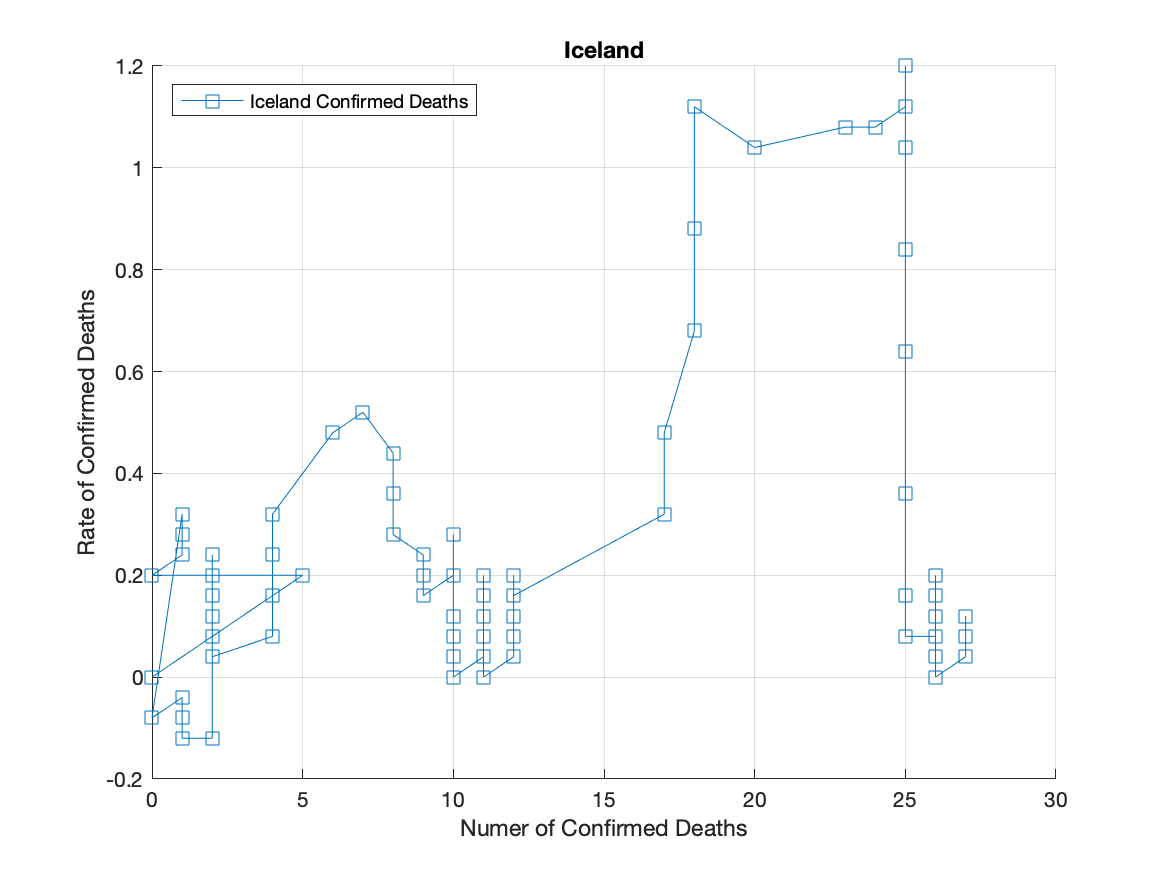 Iceland
Iceland Confirmed Deaths
1.2
1
0.8
0.6
0.4
0.2
0
-0.2
Rate of Confirmed Deaths
0 5 10 15 20 25 30
Numer of Confirmed Deaths